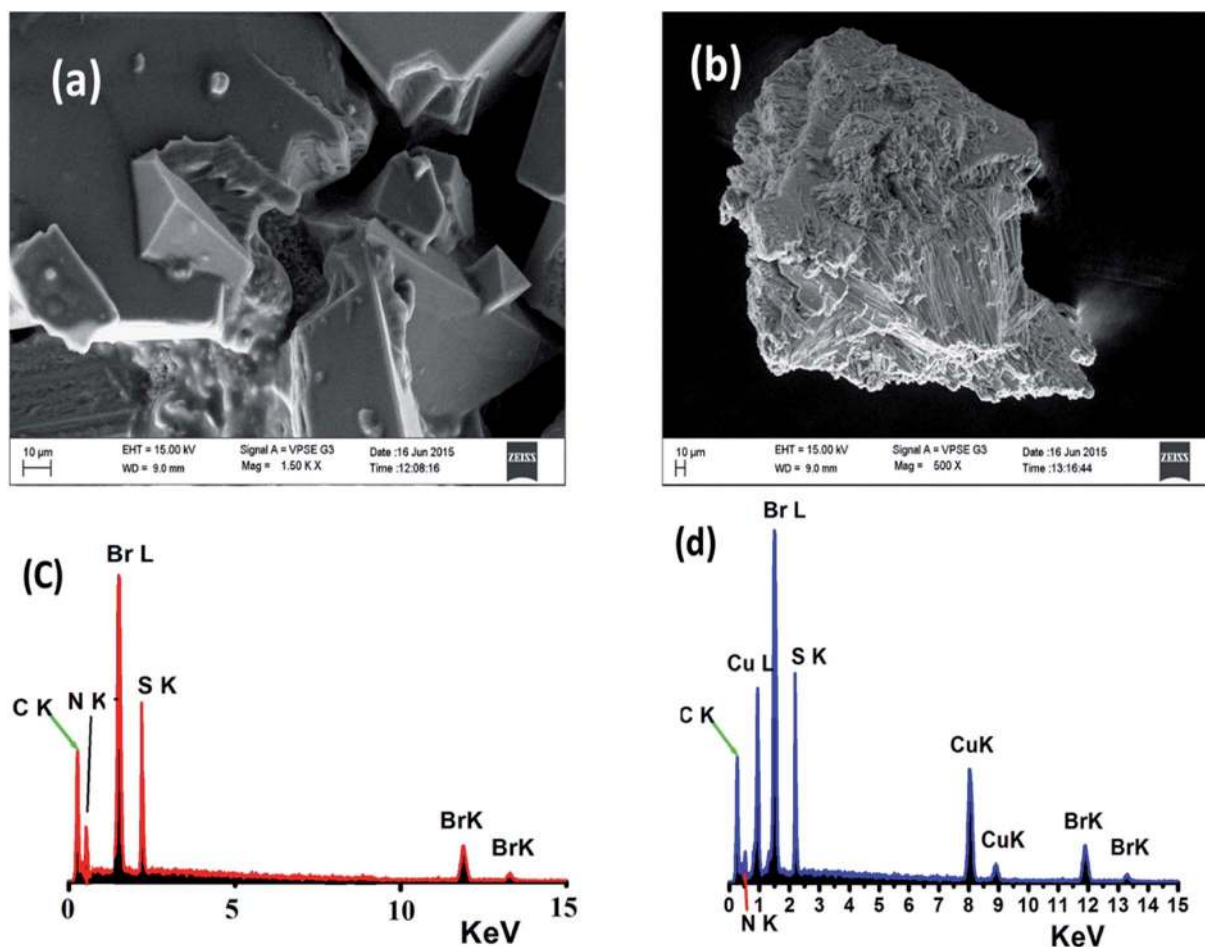 (a)
10 µm
EHT = 15.00 kV
WD = 9.0 mm
Signal A = VPSE G3
Mag = 1.50 K X
Date :16 Jun 2015
Time :12:08:16
ZEISS
(b)
10 µm
EHT = 15.00 kV
WD = 9.0 mm
Signal A = VPSE G3
Mag = 500 X
Date :16 Jun 2015
Time :13:16:44
ZEISS
(C)
Br L
S K
N K
C K
BrK
BrK
0 5 10 15
KeV
(d)
Br L
S K
Cu L
C K
CuK
CuK
BrK
BrK
0 1 2 3 4 5 6 7 8 9 10 11 12 13 14 15
N K
KeV